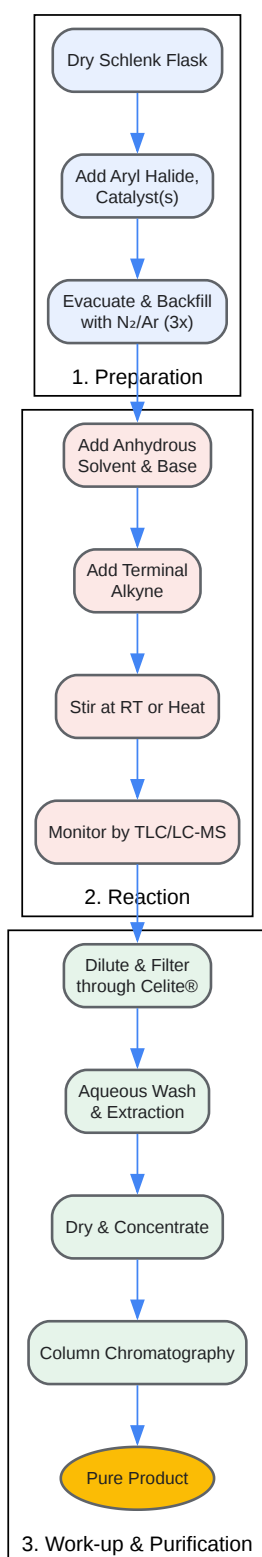 Dry Schlenk Flask
Add Aryl Halide,
Catalyst(s)
Evacuate & Backfill
with N₂/Ar (3x)
1. Preparation
Add Anhydrous
Solvent & Base
Add Terminal
Alkyne
Stir at RT or Heat
Monitor by TLC/LC-MS
2. Reaction
Dilute & Filter
through Celite®
Aqueous Wash
& Extraction
Dry & Concentrate
Column Chromatography
Pure Product
3. Work-up & Purification